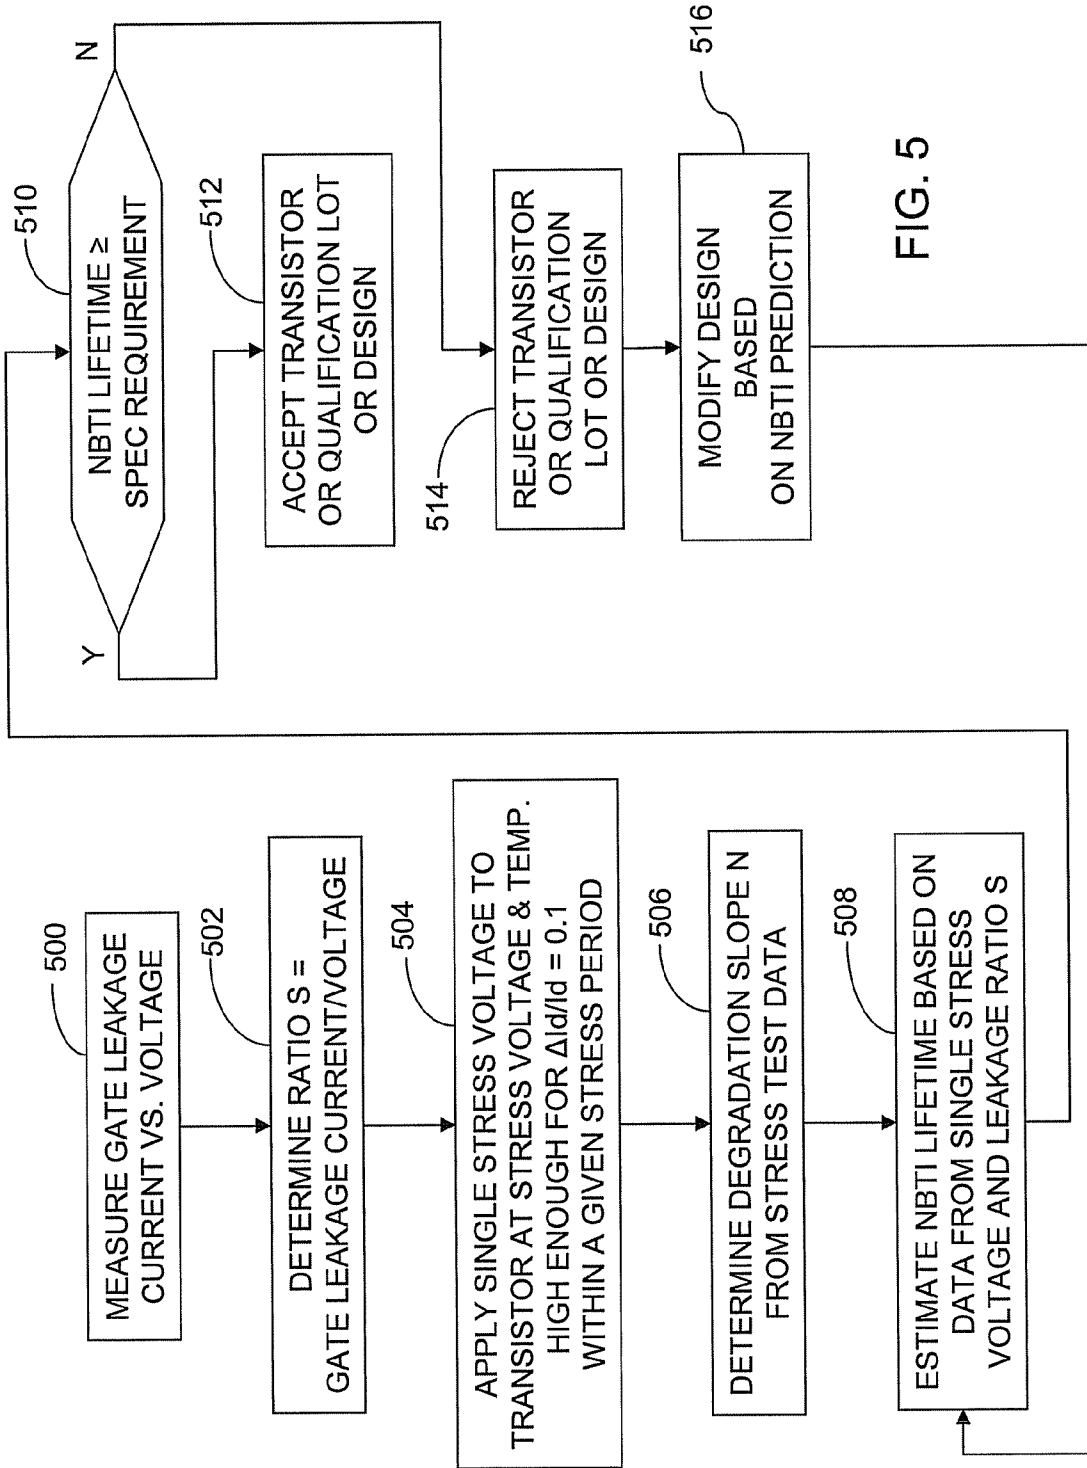 500
MEASURE GATE LEAKAGE
CURRENT VS. VOLTAGE
502
DETERMINE RATIO S =
GATE LEAKAGE CURRENT/VOLTAGE
504
APPLY SINGLE STRESS VOLTAGE TO
TRANSISTOR AT STRESS VOLTAGE & TEMP.
HIGH ENOUGH FOR ΔId/Id = 0.1
WITHIN A GIVEN STRESS PERIOD
506
DETERMINE DEGRADATION SLOPE N
FROM STRESS TEST DATA
508
ESTIMATE NBTI LIFETIME BASED ON
DATA FROM SINGLE STRESS
VOLTAGE AND LEAKAGE RATIO S
510
NBTI LIFETIME ≥
SPEC REQUIREMENT
Y
N
512
ACCEPT TRANSISTOR
OR QUALIFICATION LOT
OR DESIGN
514
REJECT TRANSISTOR
OR QUALIFICATION
LOT OR DESIGN
516
MODIFY DESIGN
BASED
ON NBTI PREDICTION
FIG. 5